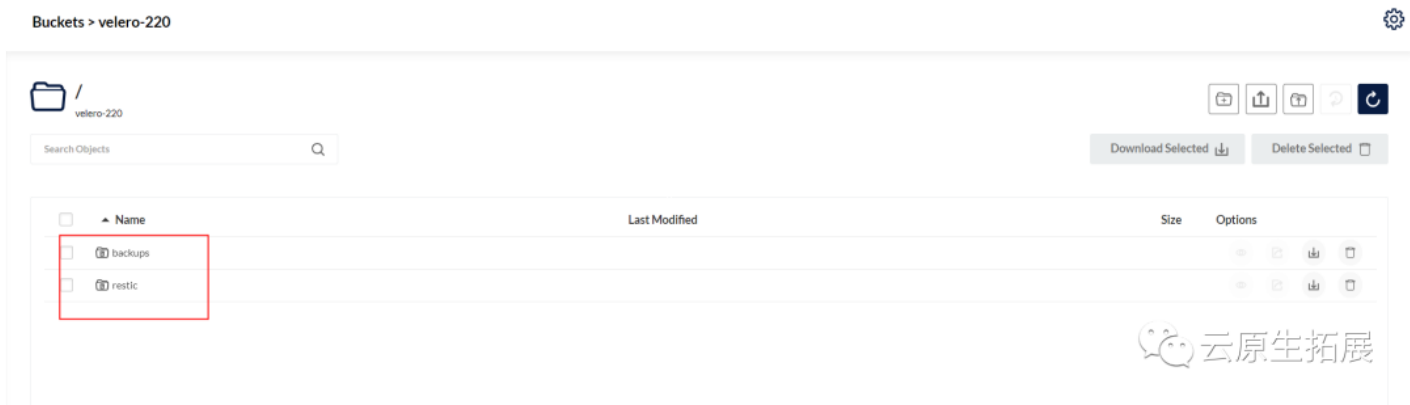 Buckets > velero-220
/
velero-220
Search Objects
Download Selected
Delete Selected
Name Last Modified Size Options
backups
restic
云原生拓展